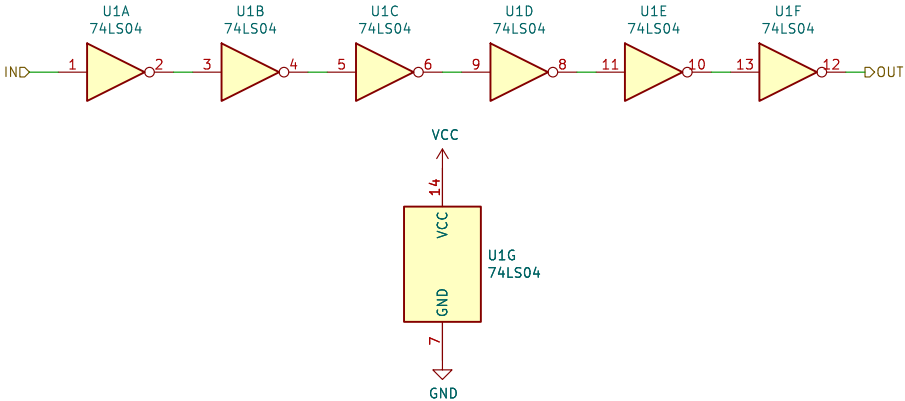 U1A
74LS04
U1B
74LS04
U1C
74LS04
U1D
74LS04
U1E
74LS04
U1F
74LS04
IN 1 2 3 4 5 6 9 8 11 10 13 12 OUT
VCC
14
VCC
U1G
74LS04
GND
7
GND